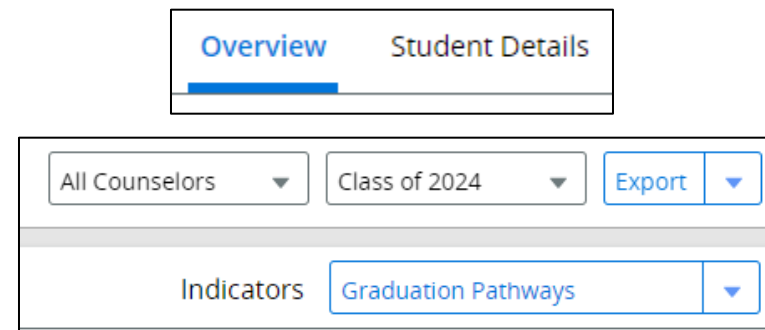 Overview Student Details
All Counselors Class of 2024 Export
Indicators Graduation Pathways